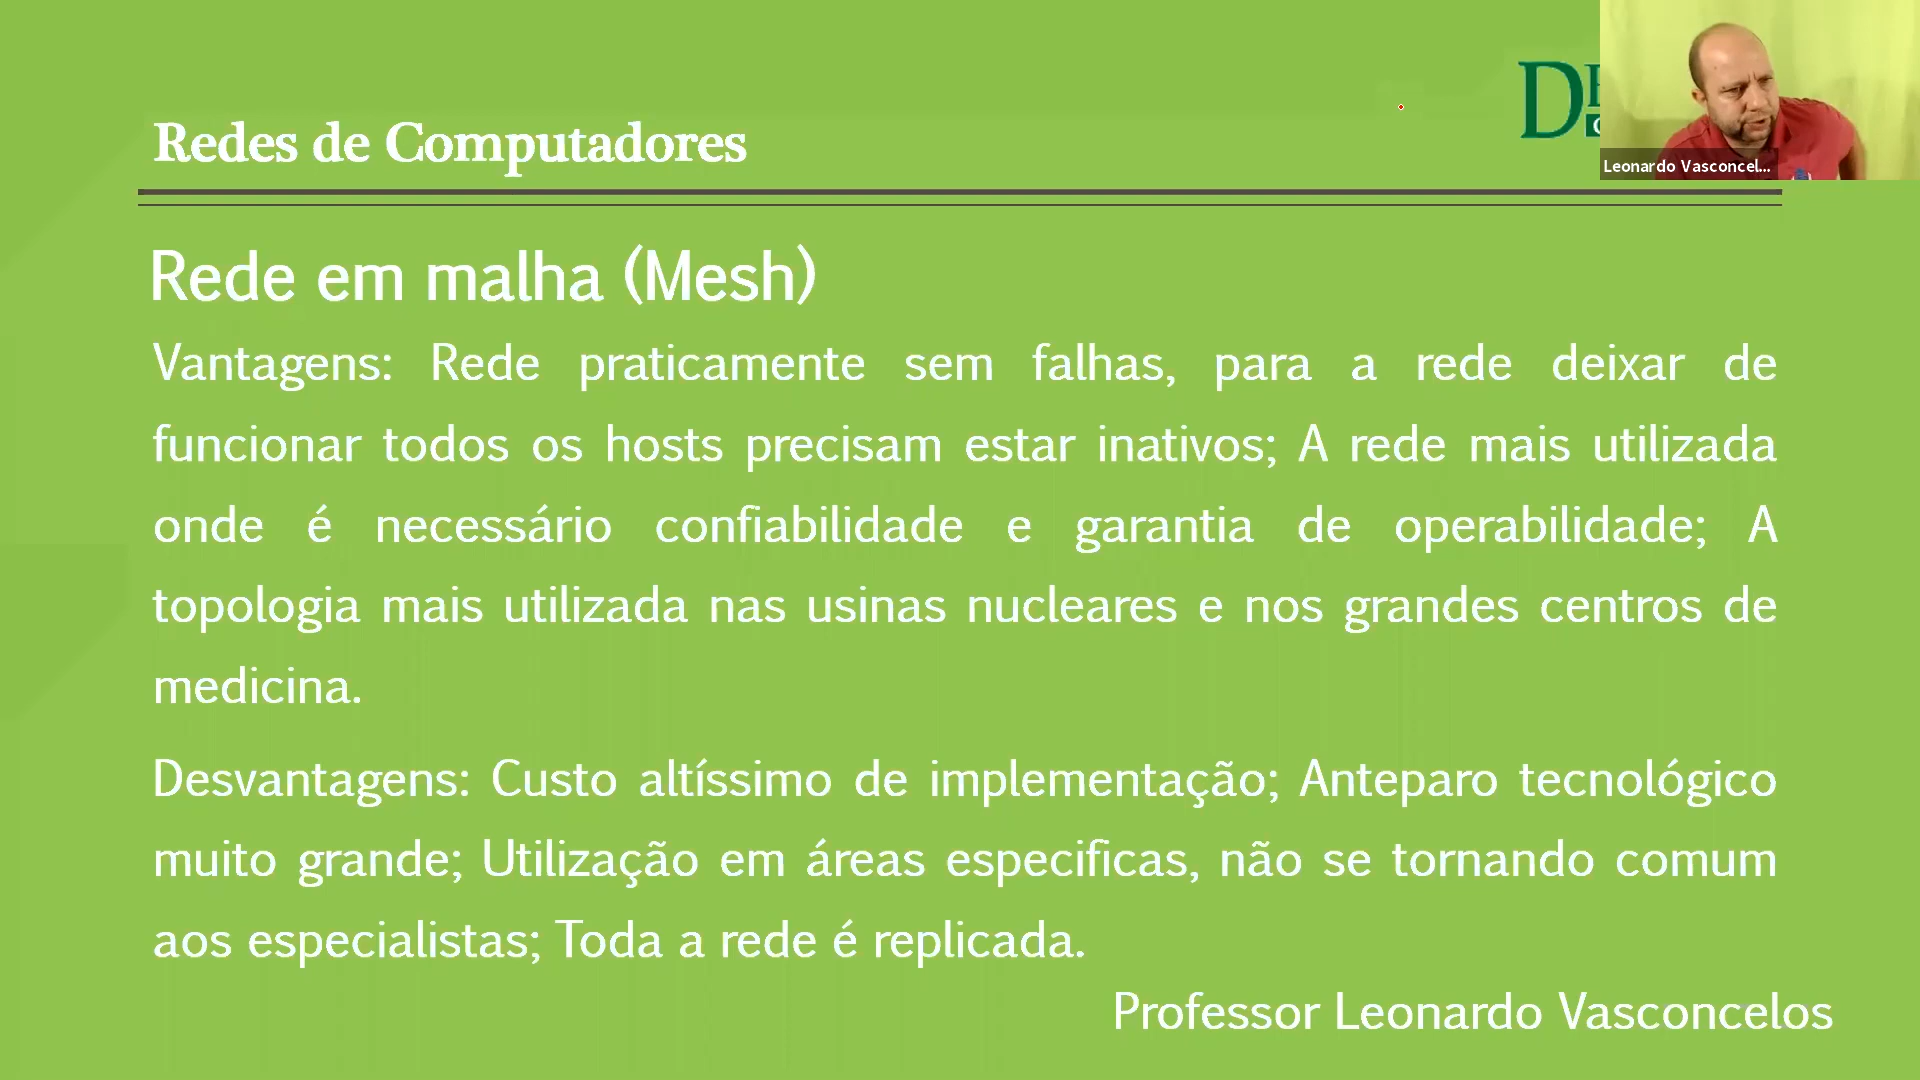 Redes de Computadores
Leonardo Vasconcel...
Rede em malha (Mesh)
Vantagens: Rede praticamente sem falhas, para a rede deixar de
funcionar todos os hosts precisam estar inativos; A rede mais utilizada
onde é necessário confiabilidade e garantia de operabilidade; A
topologia mais utilizada nas usinas nucleares e nos grandes centros de
medicina.
Desvantagens: Custo altíssimo de implementação; Anteparo tecnológico
muito grande; Utilização em áreas especificas, não se tornando comum
aos especialistas; Toda a rede é replicada.
Professor Leonardo Vasconcelos